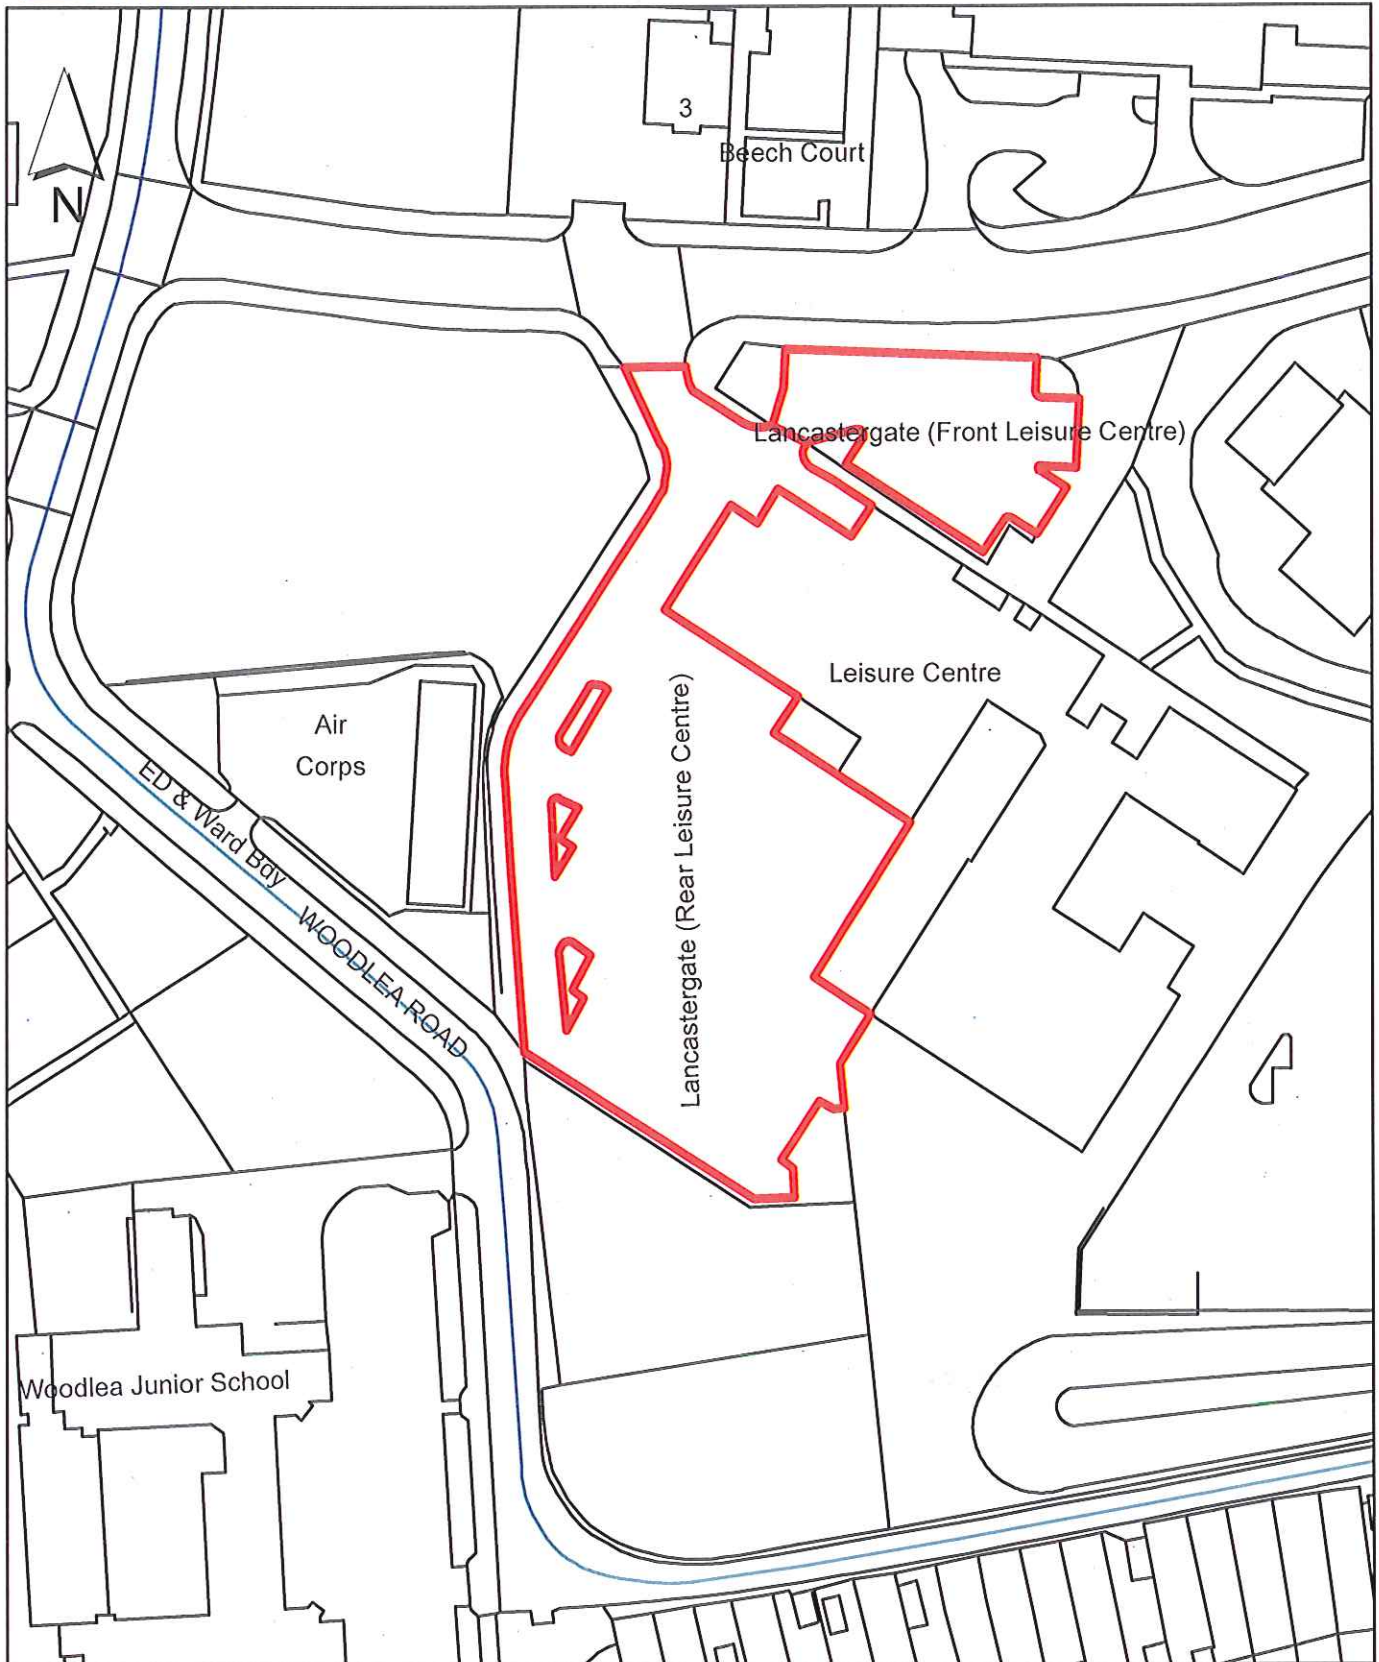 3
Beech Court
N
Lancastergate (Front Leisure Centre)
Leisure Centre
Lancastergate (Rear Leisure Centre)
Air
Corps
ED & Ward Bdy
WOODLEA ROAD
Woodlea Junior School